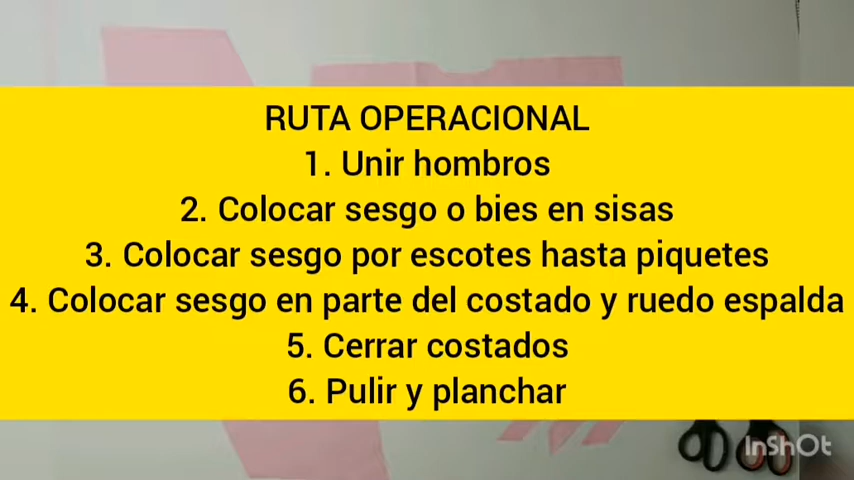 RUTA OPERACIONAL
1. Unir hombros
2. Colocar sesgo o bies en sisas
3. Colocar sesgo por escotes hasta piquetes
4. Colocar sesgo en parte del costado y ruedo espalda
5. Cerrar costados
6. Pulir y planchar
InShOt